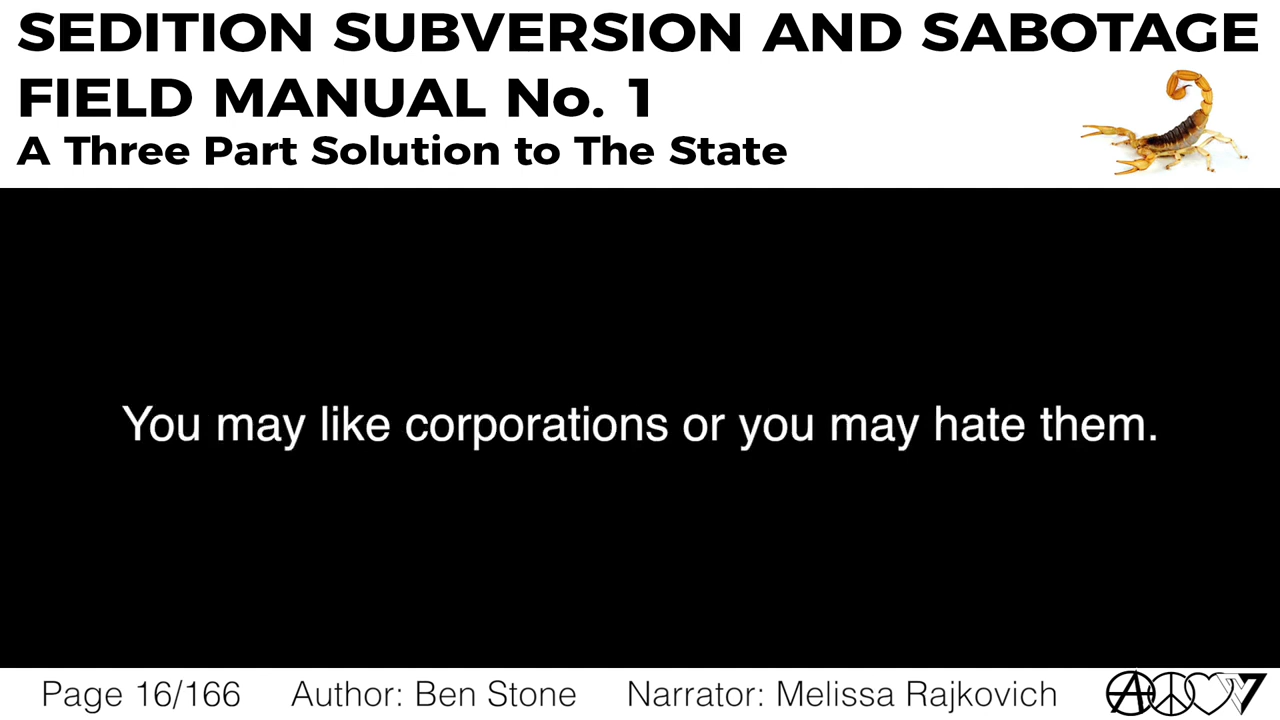 SEDITION SUBVERSION AND SABOTAGE
FIELD MANUAL No. 1
A Three Part Solution to The State
You may like corporations or you may hate them.
Page 16/166 Author: Ben Stone Narrator: Melissa Rajkovich